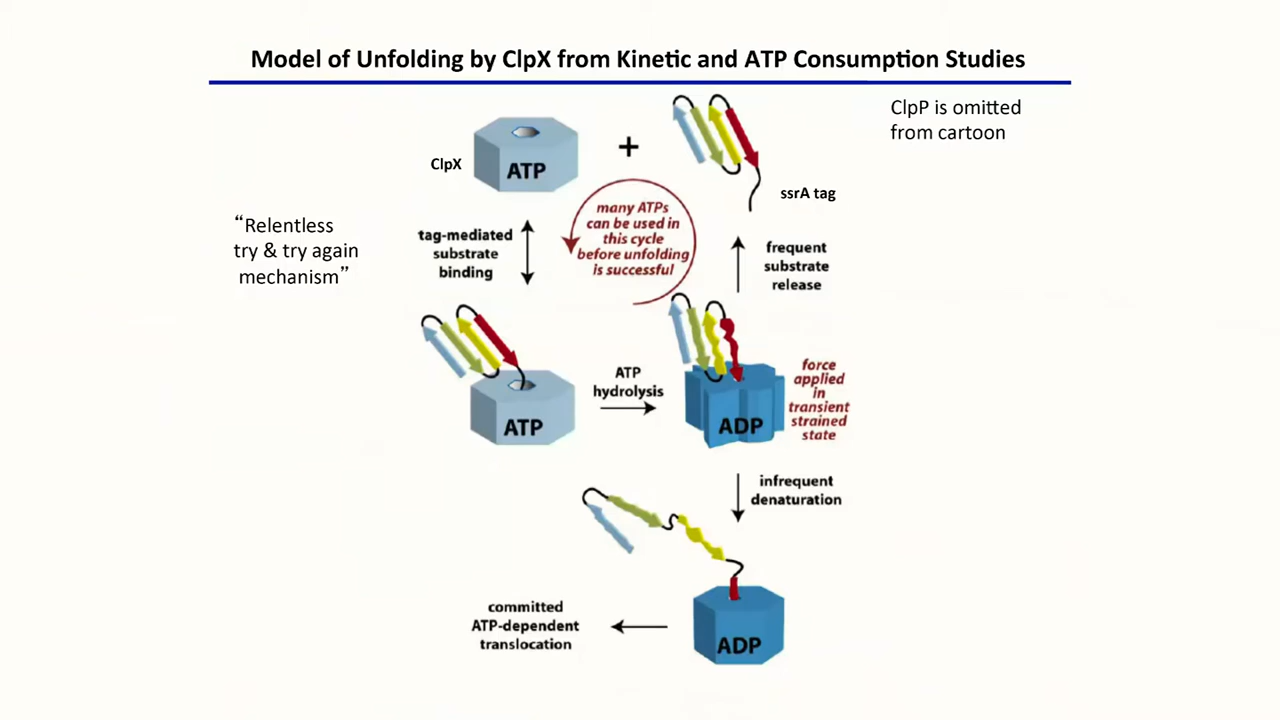 Model of Unfolding by ClpX from Kinetic and ATP Consumption Studies
ClpP is omitted
from cartoon
ClpX
ATP
+
ssrA tag
“Relentless
try & try again
mechanism”
tag-mediated
substrate
binding
many ATPs
can be used in
this cycle
before unfolding
is successful
frequent
substrate
release
ATP
ATP
hydrolysis
ADP
force
applied
in
transient
strained
state
infrequent
denaturation
committed
ATP-dependent
translocation
ADP